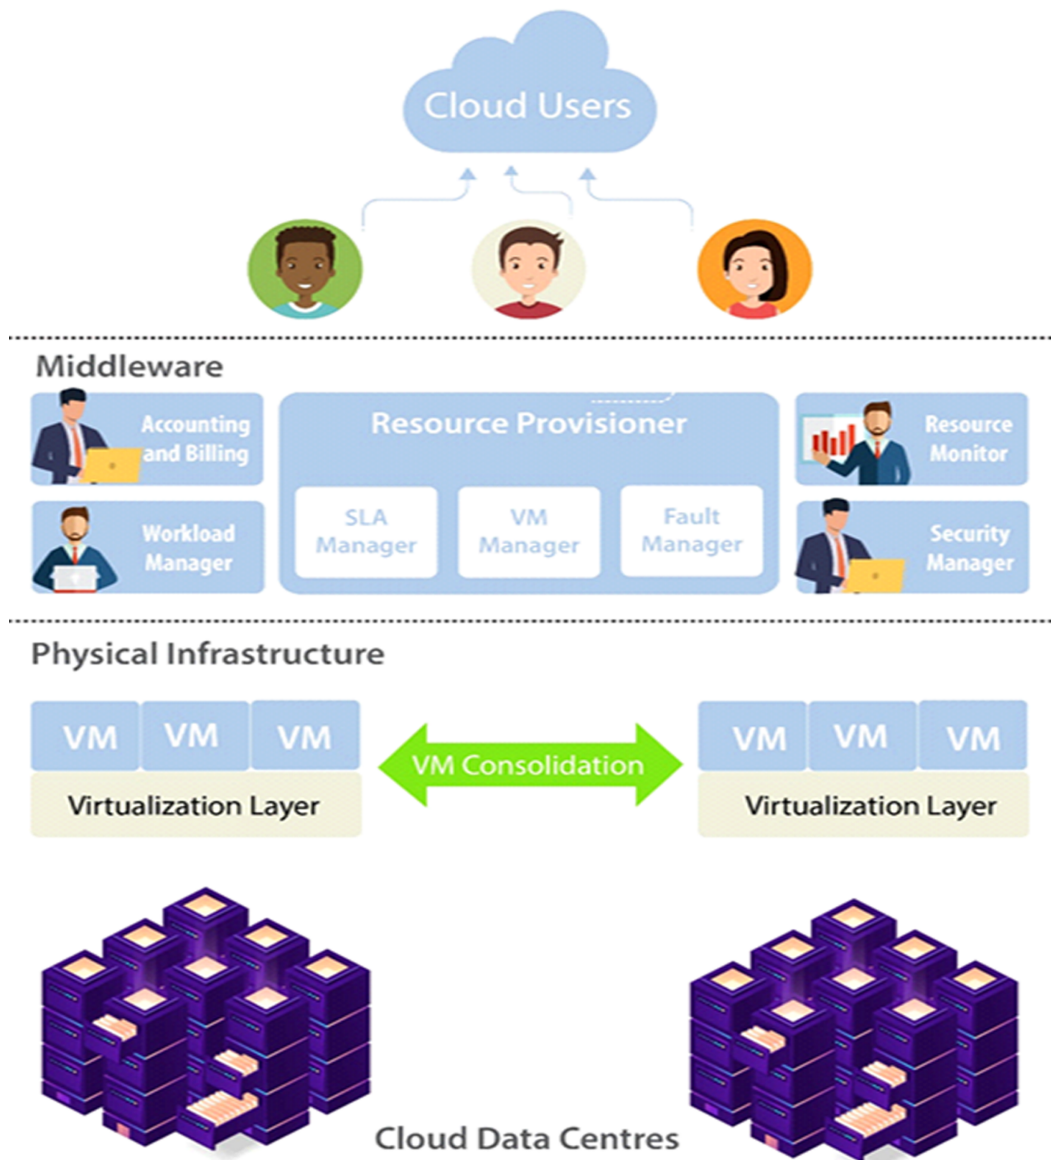 Cloud Users
Middleware
Accounting
and Billing
Workload
Manager
Resource Provisioner
SLA
Manager
VM
Manager
Fault
Manager
Resource
Monitor
Security
Manager
Physical Infrastructure
VM VM VM
Virtualization Layer
VM Consolidation
VM VM VM
Virtualization Layer
Cloud Data Centres